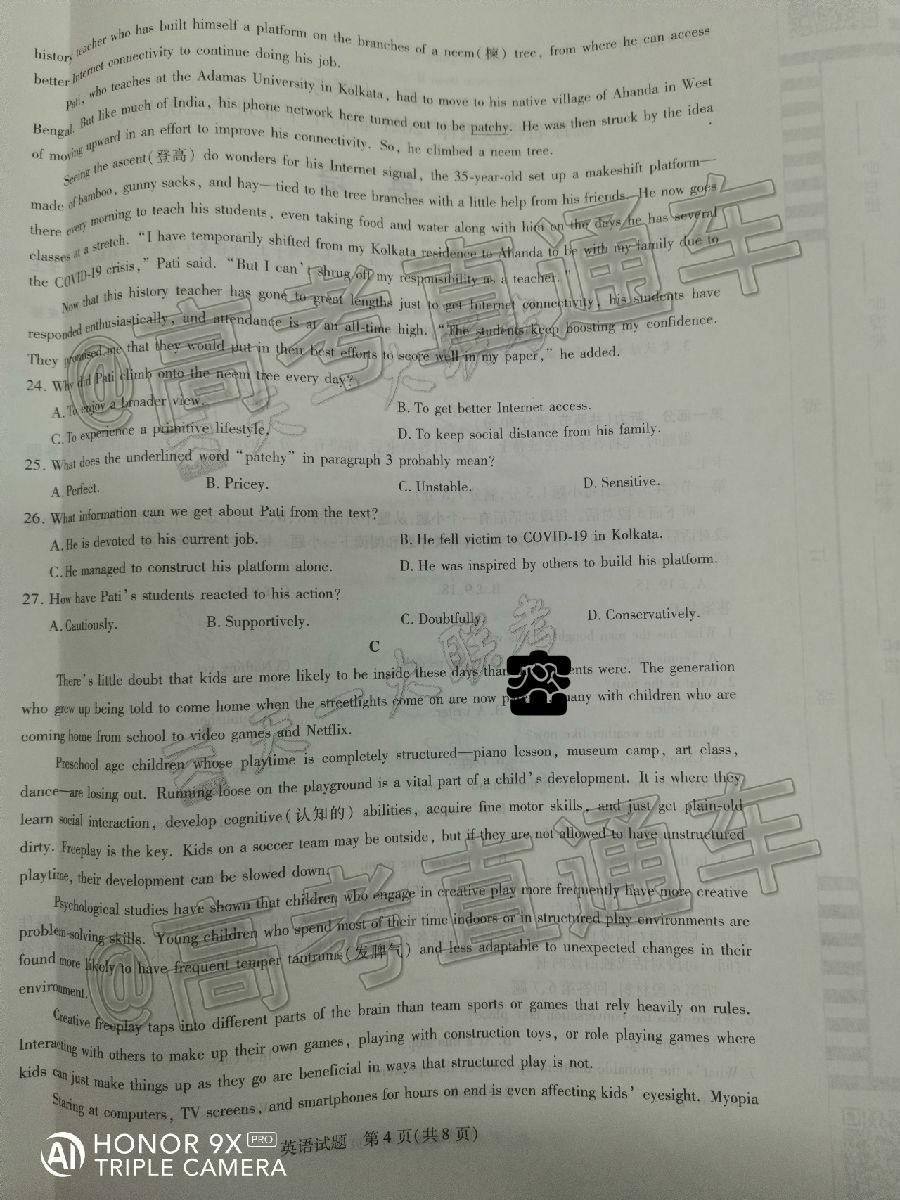 history teacher who has built himself a platform on the branches of a neem(楝) tree, from where he can access
better Internet connectivity to continue doing his job.
Pati, who teaches at the Adamas University in Kolkata, had to move to his native village of Ahanda in West
Bengal. But like much of India, his phone network here turned out to be patchy. He was then struck by the idea
of moving upward in an effort to improve his connectivity. So, he climbed a neem tree.
Seeing the ascent(登高) do wonders for his Internet signal, the 35-year-old set up a makeshift platform—
made of bamboo, gunny sacks, and hay—tied to the tree branches with a little help from his friends. He now goes
there every morning to teach his students, even taking food and water along with him on the days he has several
classes at a stretch. "I have temporarily shifted from my Kolkata residence to Ahanda to be with my family due to
the COVID-19 crisis," Pati said. "But I can't shrug off my responsibility as a teacher."
Now that this history teacher has gone to great lengths just to get Internet connectivity, his students have
responded enthusiastically, and attendance is at an all-time high. "The students keep boosting my confidence.
They promised me that they would put in their best efforts to score well in my paper," he added.
24. Why did Pati climb onto the neem tree every day?
A. To enjoy a broader view. B. To get better Internet access.
C. To experience a primitive lifestyle. D. To keep social distance from his family.
25. What does the underlined word "patchy" in paragraph 3 probably mean?
A. Perfect. B. Pricey. C. Unstable. D. Sensitive.
26. What information can we get about Pati from the text?
A. He is devoted to his current job. B. He fell victim to COVID-19 in Kolkata.
C. He managed to construct his platform alone. D. He was inspired by others to build his platform.
27. How have Pati's students reacted to his action?
A. Cautiously. B. Supportively. C. Doubtfully. D. Conservatively.
C
There's little doubt that kids are more likely to be inside these days than ents were. The generation
who grew up being told to come home when the streetlights come on are now any with children who are
coming home from school to video games and Netflix.
Preschool age children whose playtime is completely structured—piano lesson, museum camp, art class,
dance—are losing out. Running loose on the playground is a vital part of a child's development. It is where they
learn social interaction, develop cognitive(认知的) abilities, acquire fine motor skills, and just get plain-old
dirty. Freeplay is the key. Kids on a soccer team may be outside, but if they are not allowed to have unstructured
playtime, their development can be slowed down.
Psychological studies have shown that children who engage in creative play more frequently have more creative
problem-solving skills. Young children who spend most of their time indoors or in structured play environments are
found more likely to have frequent temper tantrums(发脾气) and less adaptable to unexpected changes in their
environment.
Creative freeplay taps into different parts of the brain than team sports or games that rely heavily on rules.
Interacting with others to make up their own games, playing with construction toys, or role playing games where
kids can just make things up as they go are beneficial in ways that structured play is not.
Staring at computers, TV screens, and smartphones for hours on end is even affecting kids' eyesight. Myopia
英语试题 第4页(共8页)
@高考直通车
天一大联考
天一大联考
@高考直通车
HONOR 9X PRO
TRIPLE CAMERA